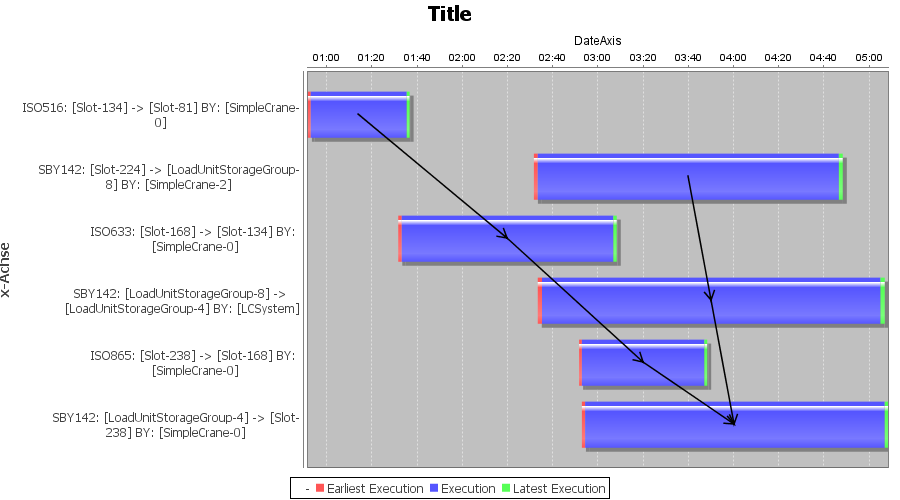 Title
DateAxis
01:00 01:20 01:40 02:00 02:20 02:40 03:00 03:20 03:40 04:00 04:20 04:40 05:00
x-Achse
ISO516: [Slot-134] -> [Slot-81] BY: [SimpleCrane-
0]
SBY142: [Slot-224] -> [LoadUnitStorageGroup-
8] BY: [SimpleCrane-2]
ISO633: [Slot-168] -> [Slot-134] BY:
[SimpleCrane-0]
SBY142: [LoadUnitStorageGroup-8] ->
[LoadUnitStorageGroup-4] BY: [LCSystem]
ISO865: [Slot-238] -> [Slot-168] BY:
[SimpleCrane-0]
SBY142: [LoadUnitStorageGroup-4] -> [Slot-
238] BY: [SimpleCrane-0]
- Earliest Execution Execution Latest Execution